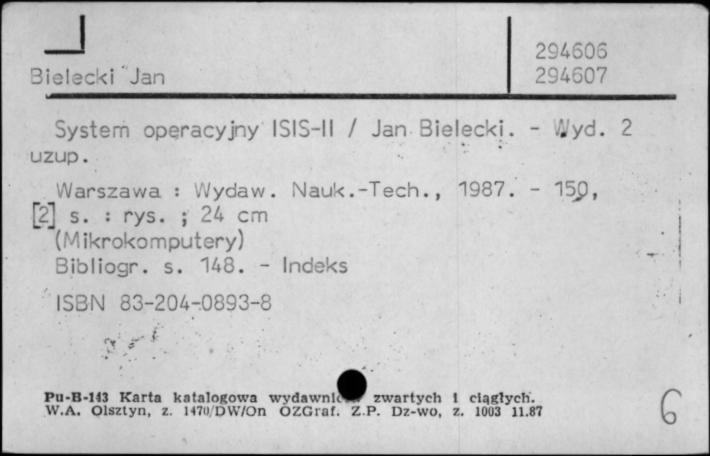 294606
Bielecki Jan 294607
System operacyjny ISIS-II / Jan Bielecki. - Wyd. 2
uzup.
Warszawa : Wydaw. Nauk.-Tech., 1987. - 150,
[2] s. : rys. ; 24 cm
(Mikrokomputery)
Bibliogr. s. 148. - Indeks
ISBN 83-204-0893-8
Pu-B-143 Karta katalogowa zwartych i ciągłych.
W.A. Olsztyn, z. 1470/DW/On OZGraf. Z.P. Dz-wo, z. 1003 11.87
6